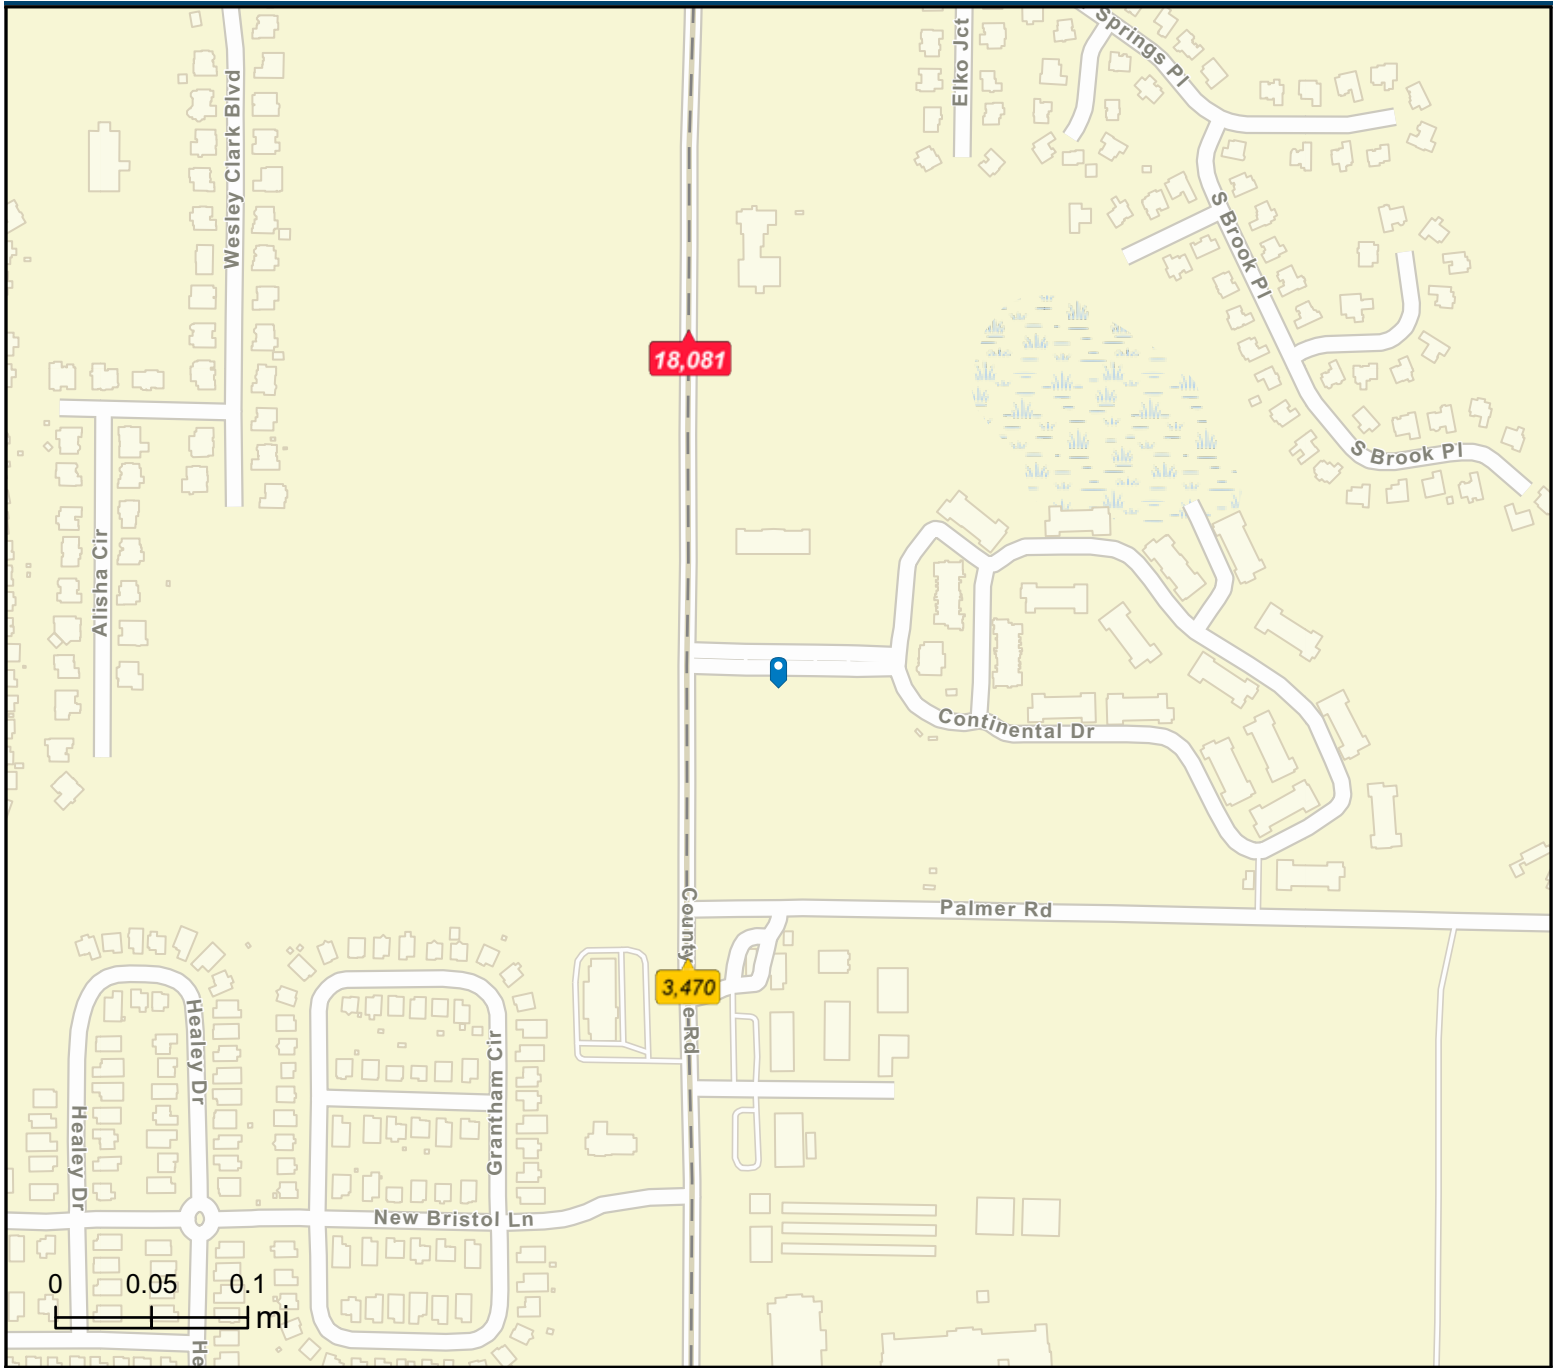 Springs Pl
Elko Jct
Wesley Clark Blvd
S Brook Pl
18,081
S Brook Pl
Alisha Cir
Continental Dr
County
Palmer Rd
3,470
e Rd
Healey Dr
Grantham Cir
Healey Dr
New Bristol Ln
0 0.05 0.1
mi
He